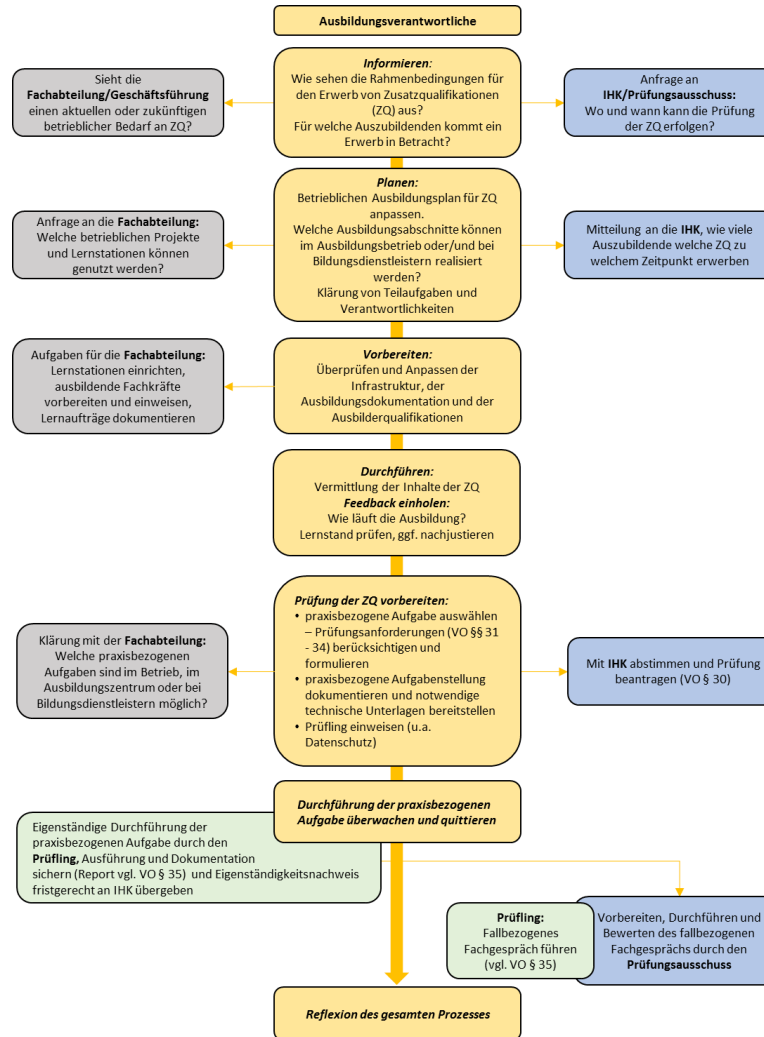 Ausbildungsverantwortliche
Informieren:
Wie sehen die Rahmenbedingungen für
den Erwerb von Zusatzqualifikationen
(ZQ) aus?
Für welche Auszubildenden kommt ein
Erwerb in Betracht?
Sieht die
Fachabteilung/Geschäftsführung
einen aktuellen oder zukünftigen
betrieblicher Bedarf an ZQ?
Anfrage an
IHK/Prüfungsausschuss:
Wo und wann kann die Prüfung
der ZQ erfolgen?
Planen:
Betrieblichen Ausbildungsplan für ZQ
anpassen.
Welche Ausbildungsabschnitte können
im Ausbildungsbetrieb oder/und bei
Bildungsdienstleistern realisiert
werden?
Klärung von Teilaufgaben und
Verantwortlichkeiten
Anfrage an die Fachabteilung:
Welche betrieblichen Projekte
und Lernstationen können
genutzt werden?
Mitteilung an die IHK, wie viele
Auszubildende welche ZQ zu
welchem Zeitpunkt erwerben
Vorbereiten:
Überprüfen und Anpassen der
Infrastruktur, der
Ausbildungsdokumentation und der
Ausbilderqualifikationen
Aufgaben für die Fachabteilung:
Lernstationen einrichten,
ausbildende Fachkräfte
vorbereiten und einweisen,
Lernaufträge dokumentieren
Durchführen:
Vermittlung der Inhalte der ZQ
Feedback einholen:
Wie läuft die Ausbildung?
Lernstand prüfen, ggf. nachjustieren
Prüfung der ZQ vorbereiten:
• praxisbezogene Aufgabe auswählen
– Prüfungsanforderungen (VO §§ 31
- 34) berücksichtigen und
formulieren
• praxisbezogene Aufgabenstellung
dokumentieren und notwendige
technische Unterlagen bereitstellen
• Prüfling einweisen (u.a.
Datenschutz)
Klärung mit der Fachabteilung:
Welche praxisbezogenen
Aufgaben sind im Betrieb, im
Ausbildungszentrum oder bei
Bildungsdienstleistern möglich?
Mit IHK abstimmen und Prüfung
beantragen (VO § 30)
Durchführung der praxisbezogenen
Aufgabe überwachen und quittieren
Eigenständige Durchführung der
praxisbezogenen Aufgabe durch den
Prüfling, Ausführung und Dokumentation
sichern (Report vgl. VO § 35) und Eigenständigkeitsnachweis
fristgerecht an IHK übergeben
Prüfling:
Fallbezogenes
Fachgespräch führen
(vgl. VO § 35)
Vorbereiten, Durchführen und
Bewerten des fallbezogenen
Fachgesprächs durch den
Prüfungsausschuss
Reflexion des gesamten Prozesses